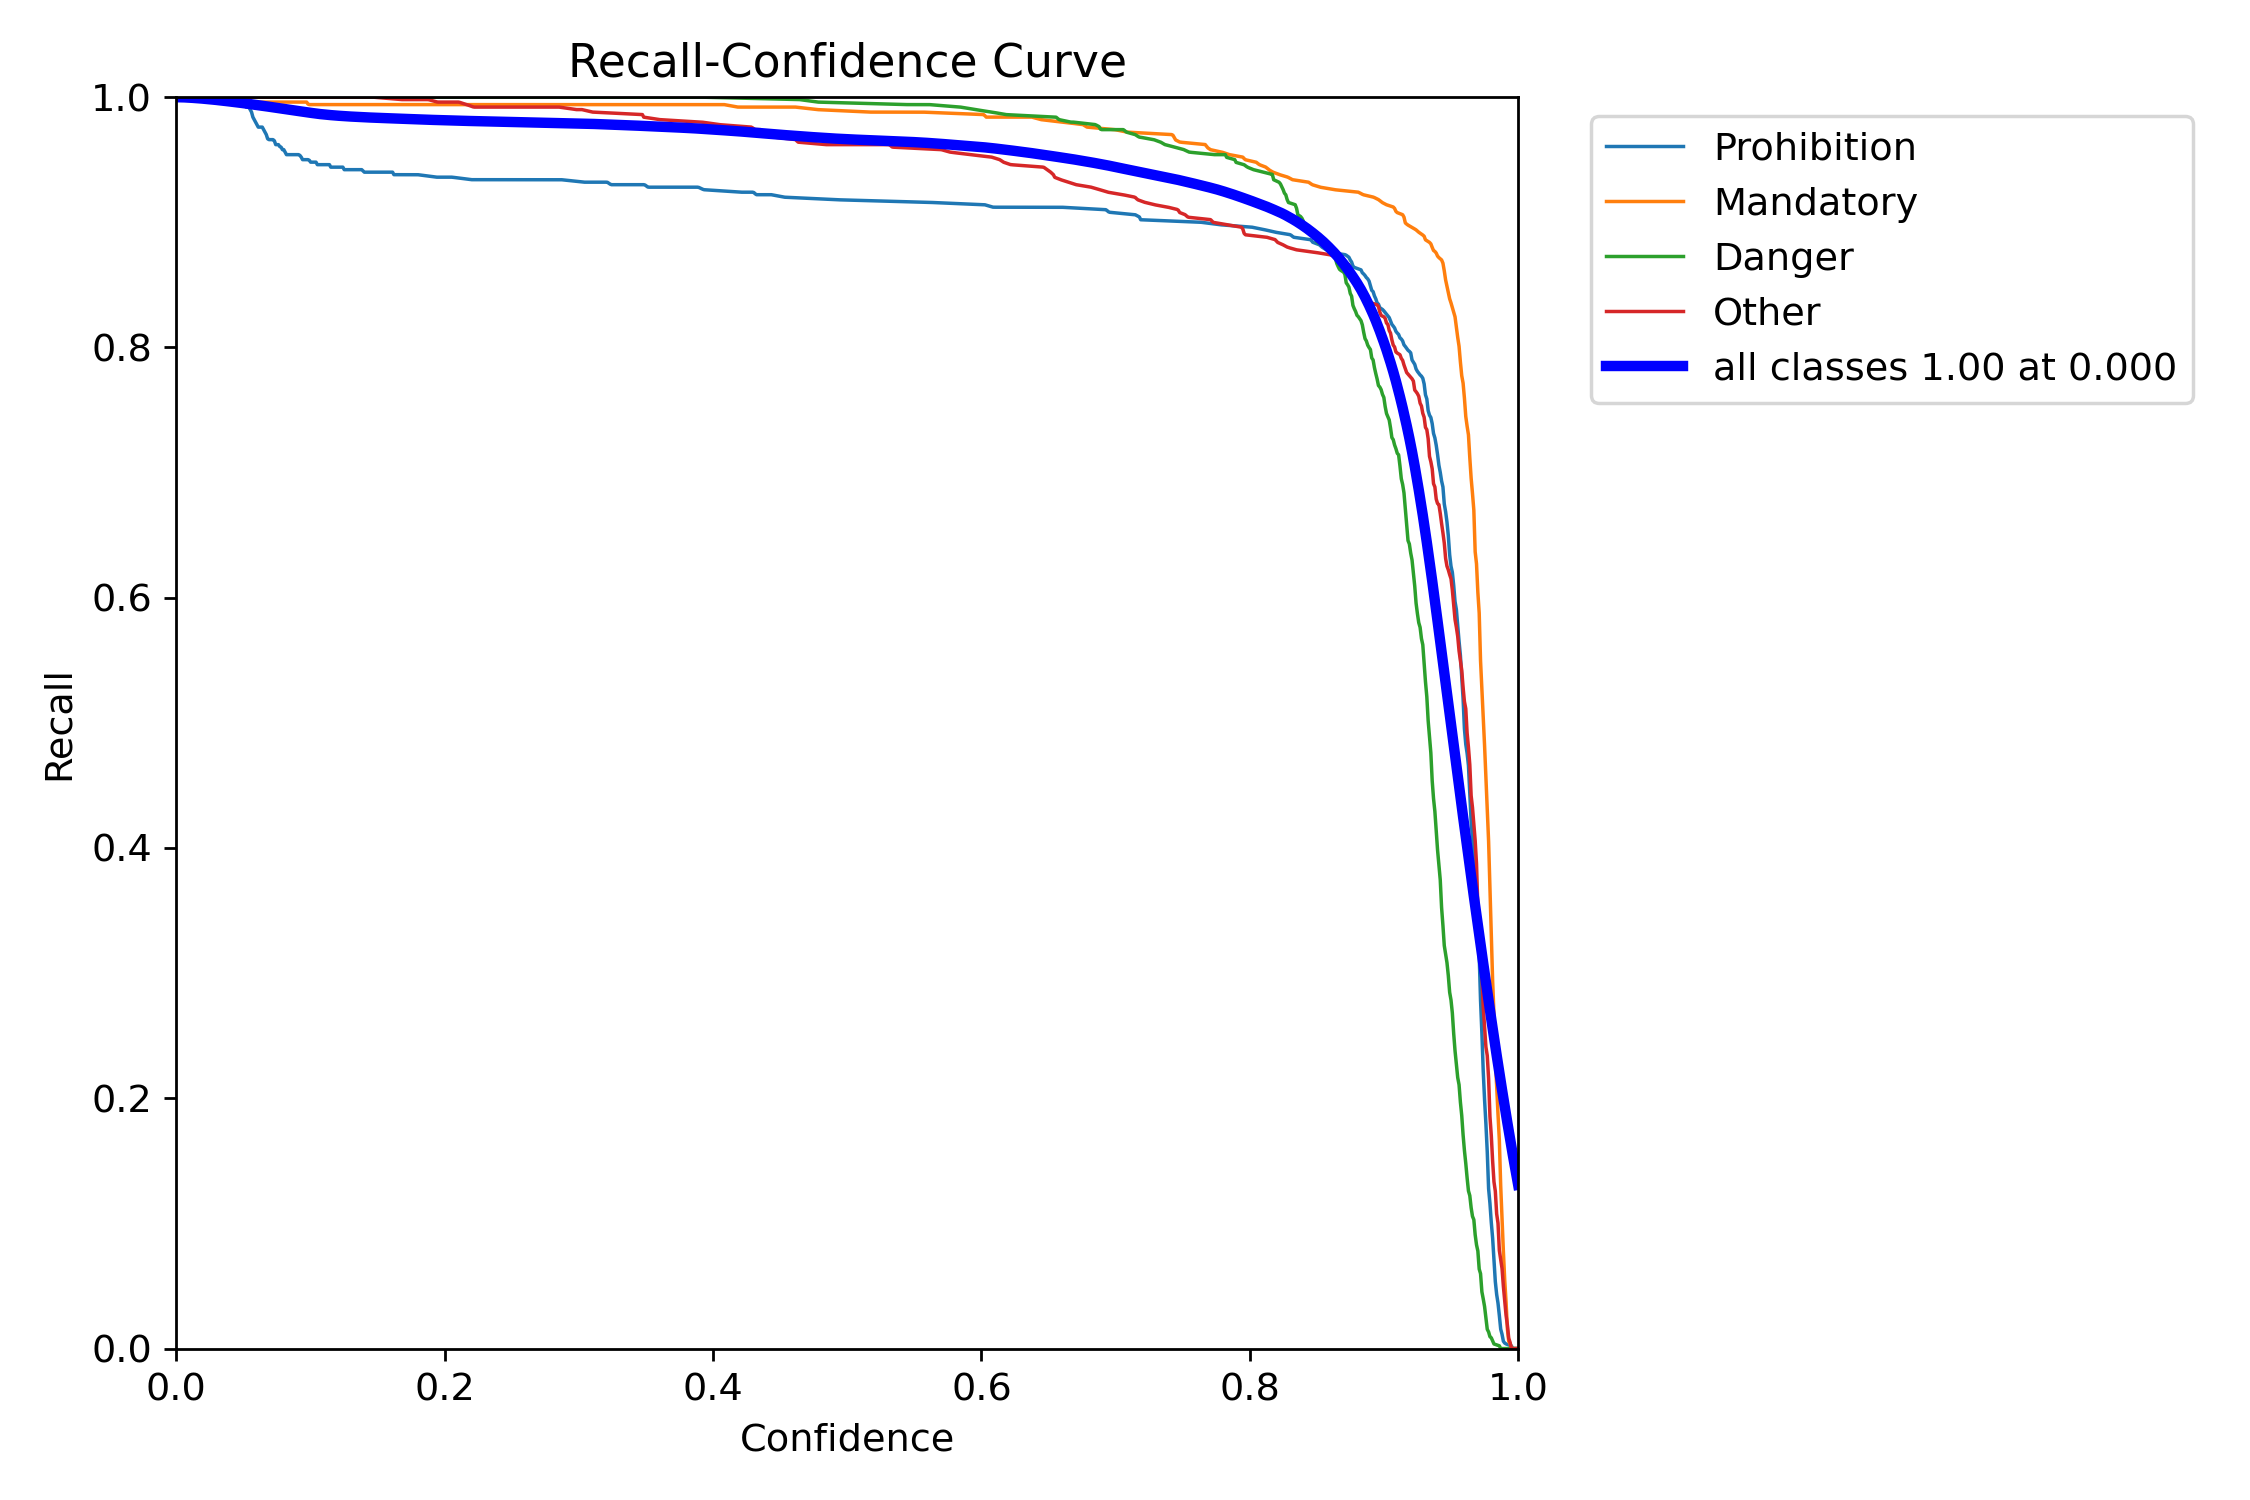 Recall-Confidence Curve
1.0
0.8
0.6
0.4
0.2
0.0
Recall
0.0 0.2 0.4 0.6 0.8 1.0
Confidence
Prohibition
Mandatory
Danger
Other
all classes 1.00 at 0.000